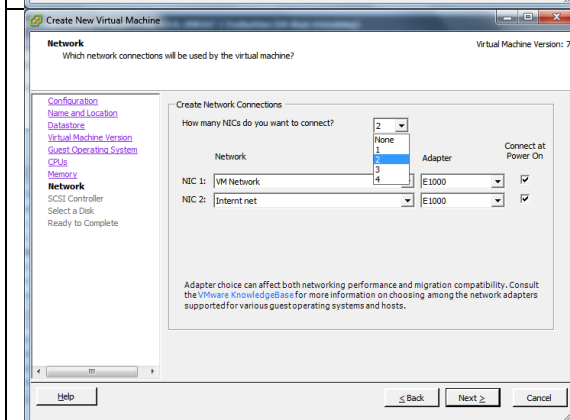 Create New Virtual Machine
Network
Which network connections will be used by the virtual machine?
Virtual Machine Version: 7
Configuration
Name and Location
Datastore
Virtual Machine Version
Guest Operating System
CPUs
Memory
Network
SCSI Controller
Select a Disk
Ready to Complete
Create Network Connections
How many NICs do you want to connect? 2
None
1
2
3
4
Network Adapter Connect at Power On
NIC 1: VM Network E1000
NIC 2: Internt net E1000
Adapter choice can affect both networking performance and migration compatibility. Consult
the VMware KnowledgeBase for more information on choosing among the network adapters
supported for various guest operating systems and hosts.
Help
≤ Back Next ≥ Cancel